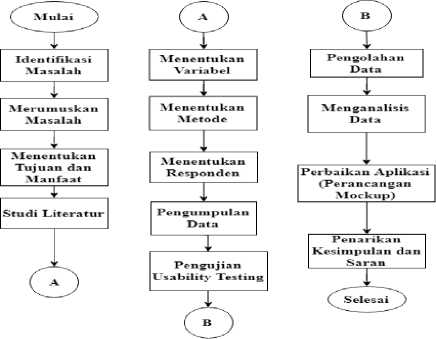 Mulai
Identifikasi
Masalah
Merumuskan
Masalah
Menentukan
Tujuan dan
Manfaat
Studi Literatur
A
A
Menentukan
Variabel
Menentukan
Metode
Menentukan
Responden
Pengumpulan
Data
Pengujian
Usability Testing
B
B
Pengolahan
Data
Menganalisis
Data
Perbaikan Aplikasi
(Perancangan
Mockup)
Penarikan
Kesimpulan dan
Saran
Selesai